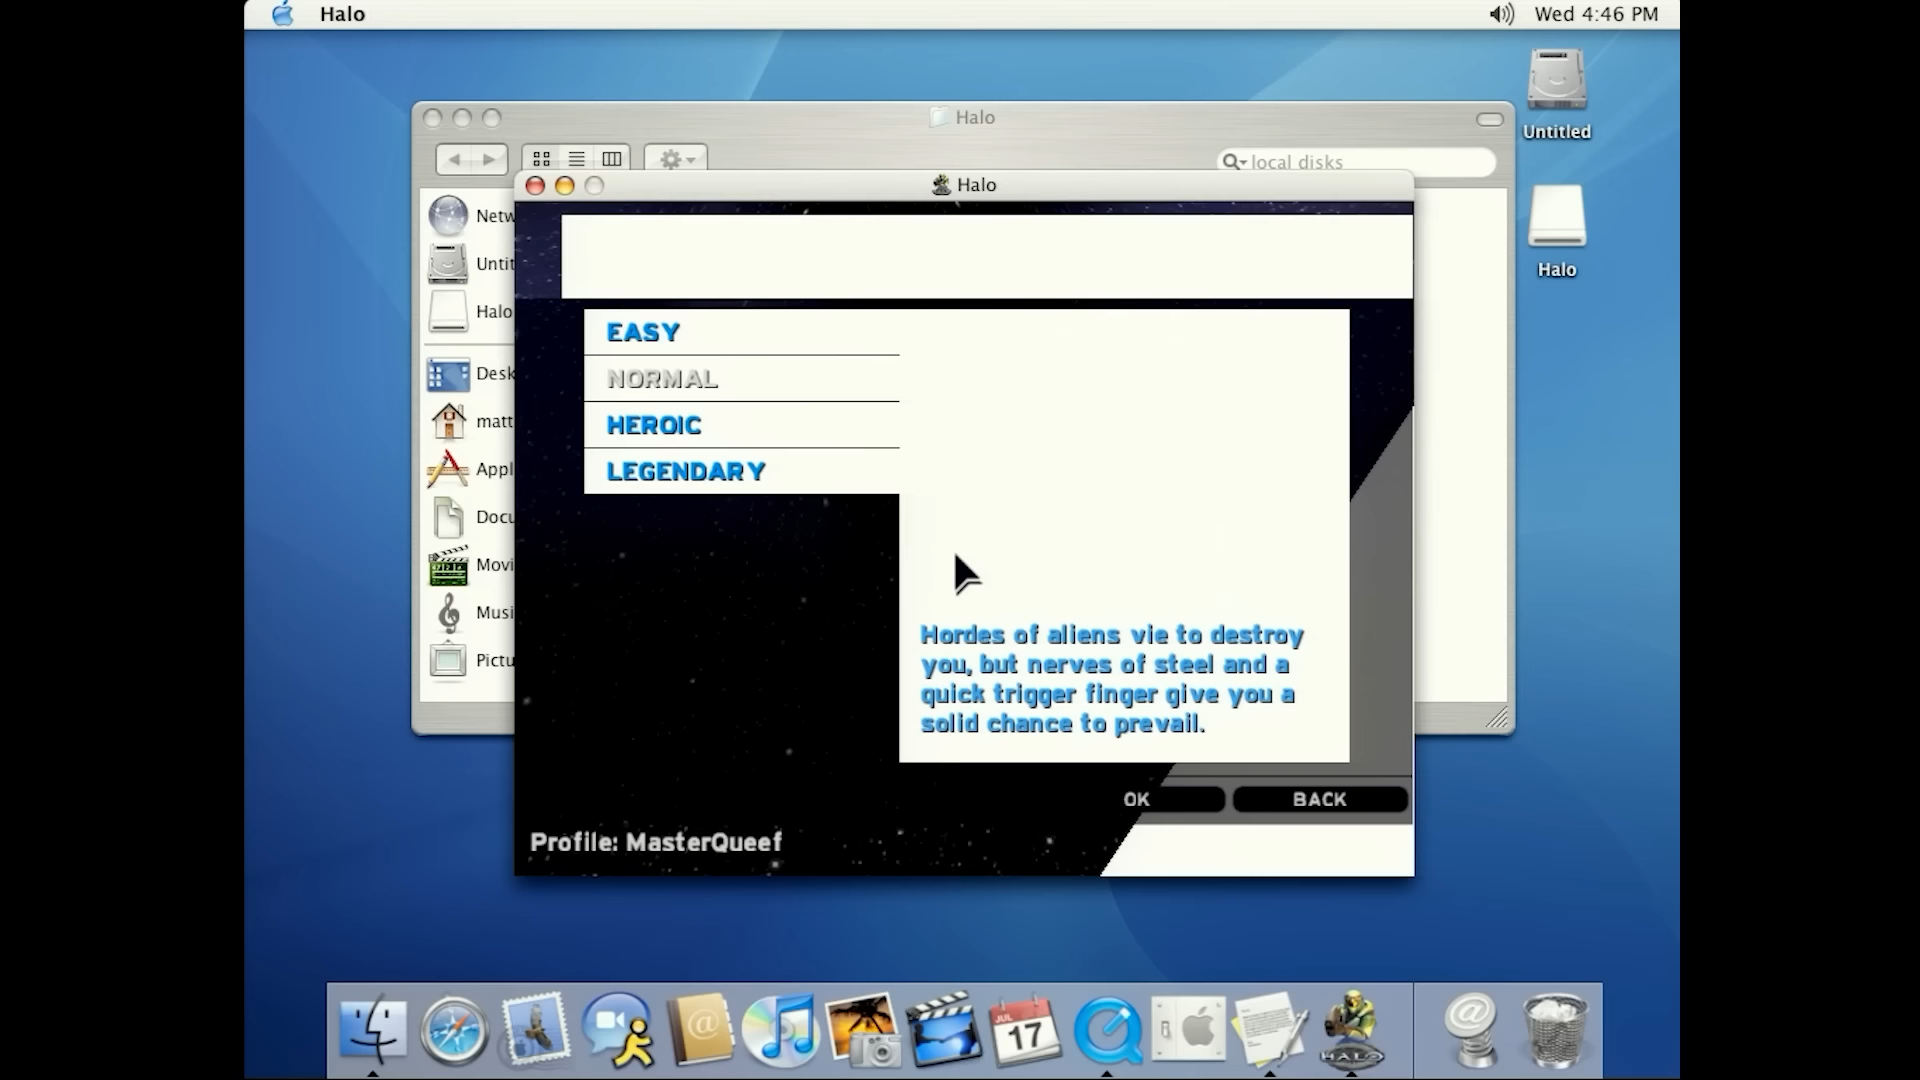 Halo
Wed 4:46 PM
Untitled
Halo
Halo
local disks
Halo
Netw
Untit
Halo
Desk
matt
Appl
Docu
Movi
Musi
Pictu
EASY
NORMAL
HEROIC
LEGENDARY
Hordes of aliens vie to destroy
you, but nerves of steel and a
quick trigger finger give you a
solid chance to prevail.
OK
BACK
Profile: MasterQueef
JUL
17
HALO